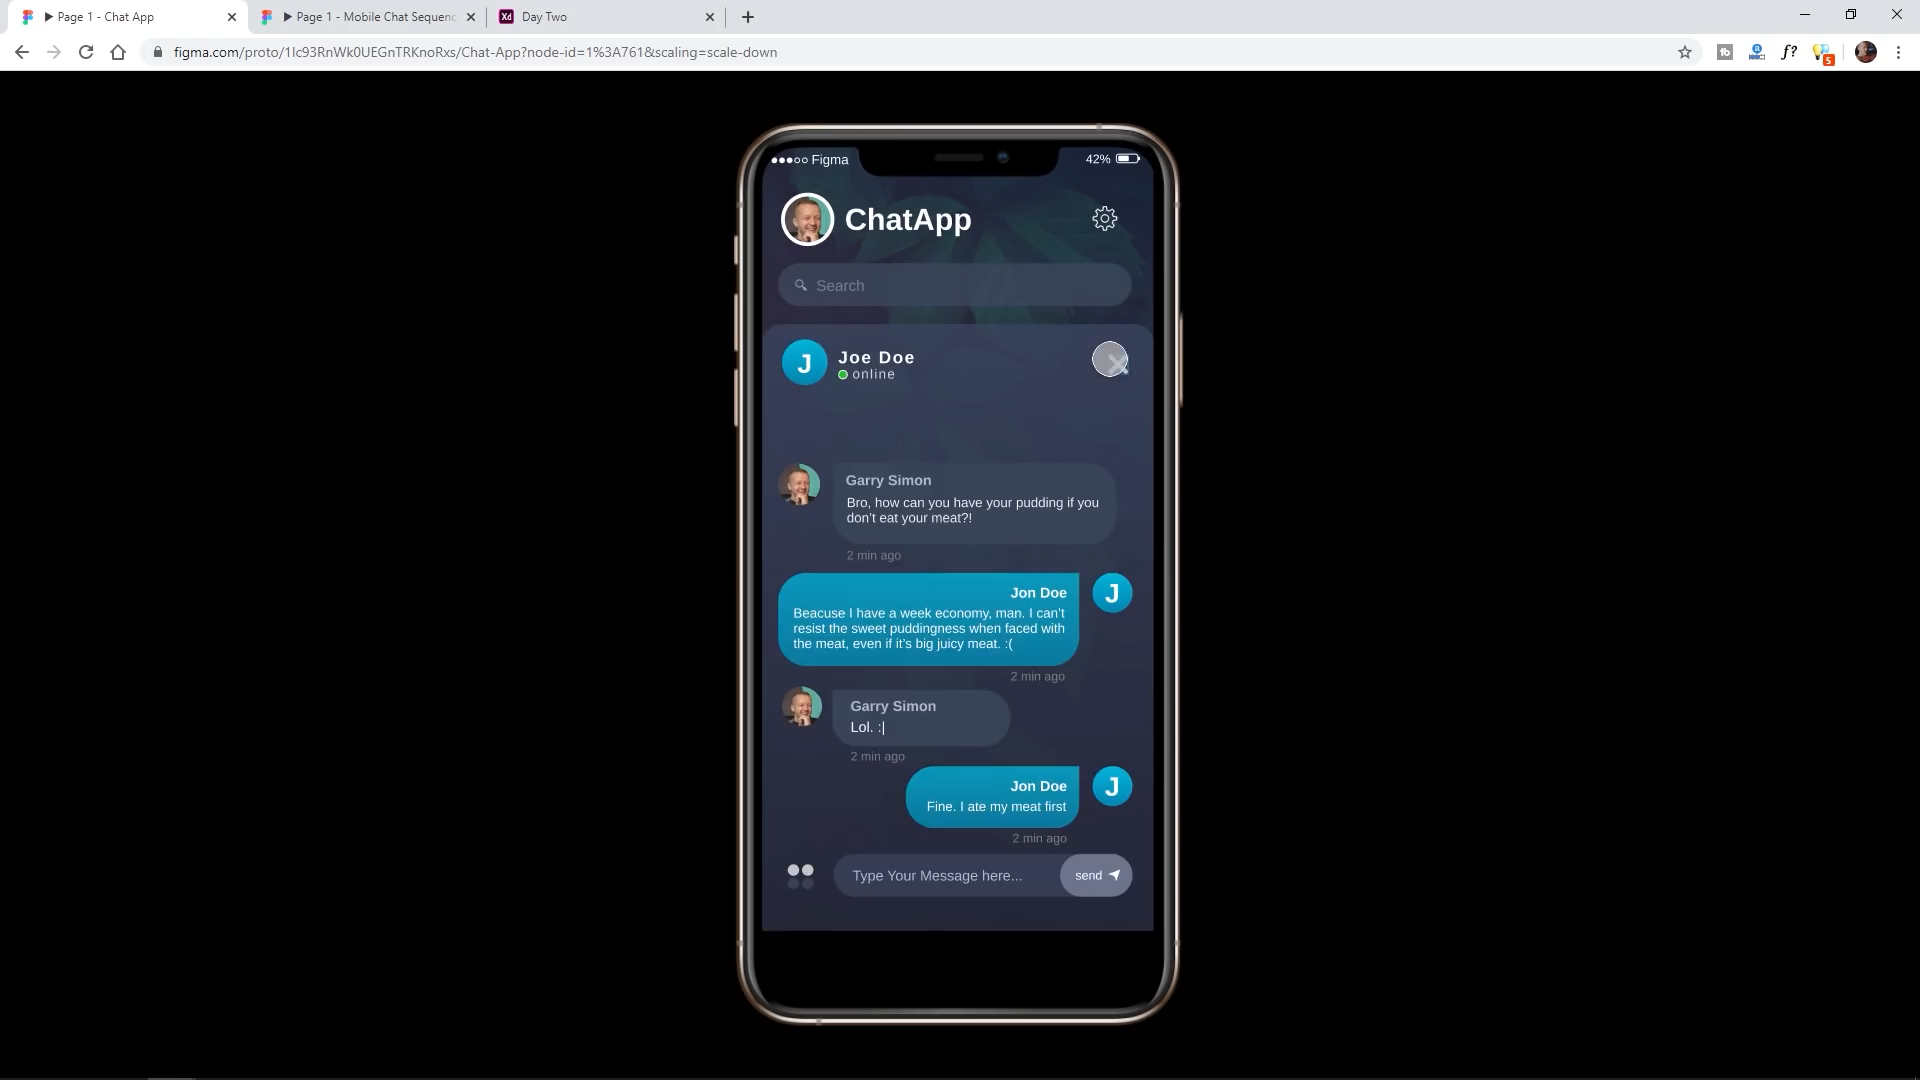 Page 1 - Chat App
Page 1 - Mobile Chat Sequenc
Xd Day Two
figma.com/proto/1lc93RnWk0UEGnTRKnoRxs/Chat-App?node-id=1%3A761&scaling=scale-down
f?
5
Figma
42%
ChatApp
Search
J
Joe Doe
online
Garry Simon
Bro, how can you have your pudding if you
don't eat your meat?!
2 min ago
Jon Doe
J
Beacuse I have a week economy, man. I can't
resist the sweet puddingness when faced with
the meat, even if it's big juicy meat. :(
2 min ago
Garry Simon
Lol. :|
2 min ago
Jon Doe
J
Fine. I ate my meat first
2 min ago
Type Your Message here...
send